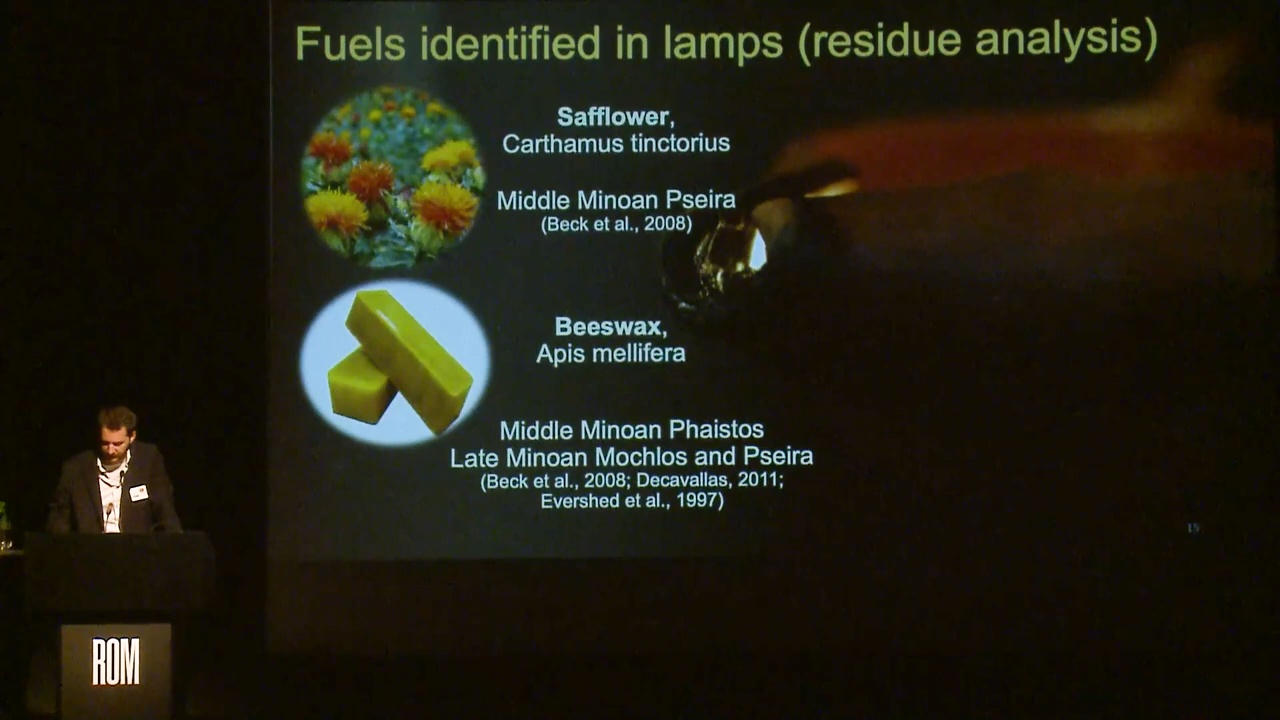 Fuels identified in lamps (residue analysis)
Safflower,
Carthamus tinctorius
Middle Minoan Pseira
(Beck et al., 2008)
Beeswax,
Apis mellifera
Middle Minoan Phaistos
Late Minoan Mochlos and Pseira
(Beck et al., 2008; Decavallas, 2011;
Evershed et al., 1997)
15
ROM